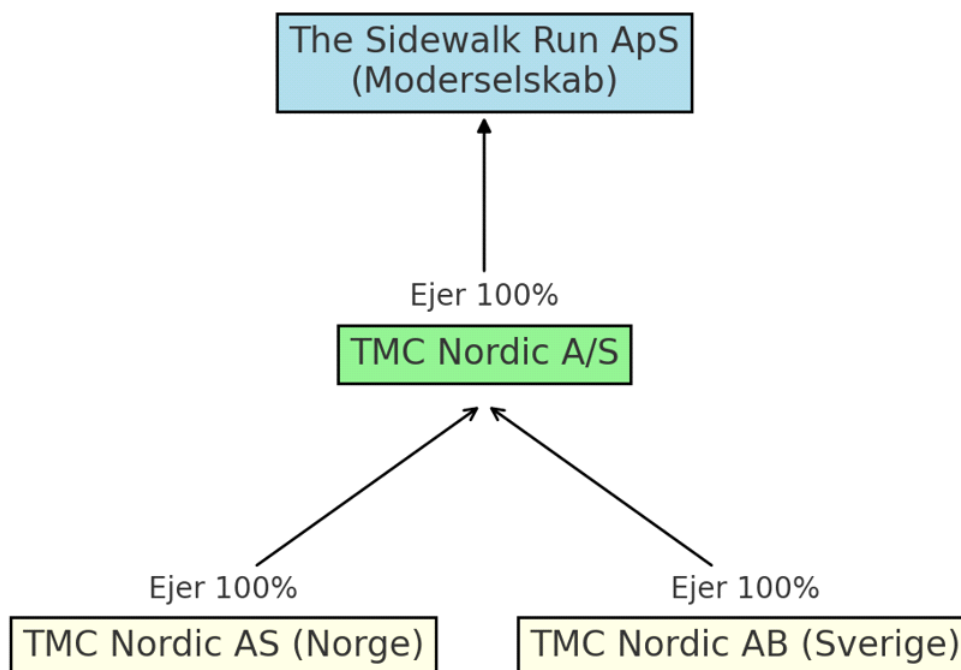 The Sidewalk Run ApS
(Moderselskab)
Ejer 100%
TMC Nordic A/S
Ejer 100%
Ejer 100%
TMC Nordic AS (Norge)
TMC Nordic AB (Sverige)